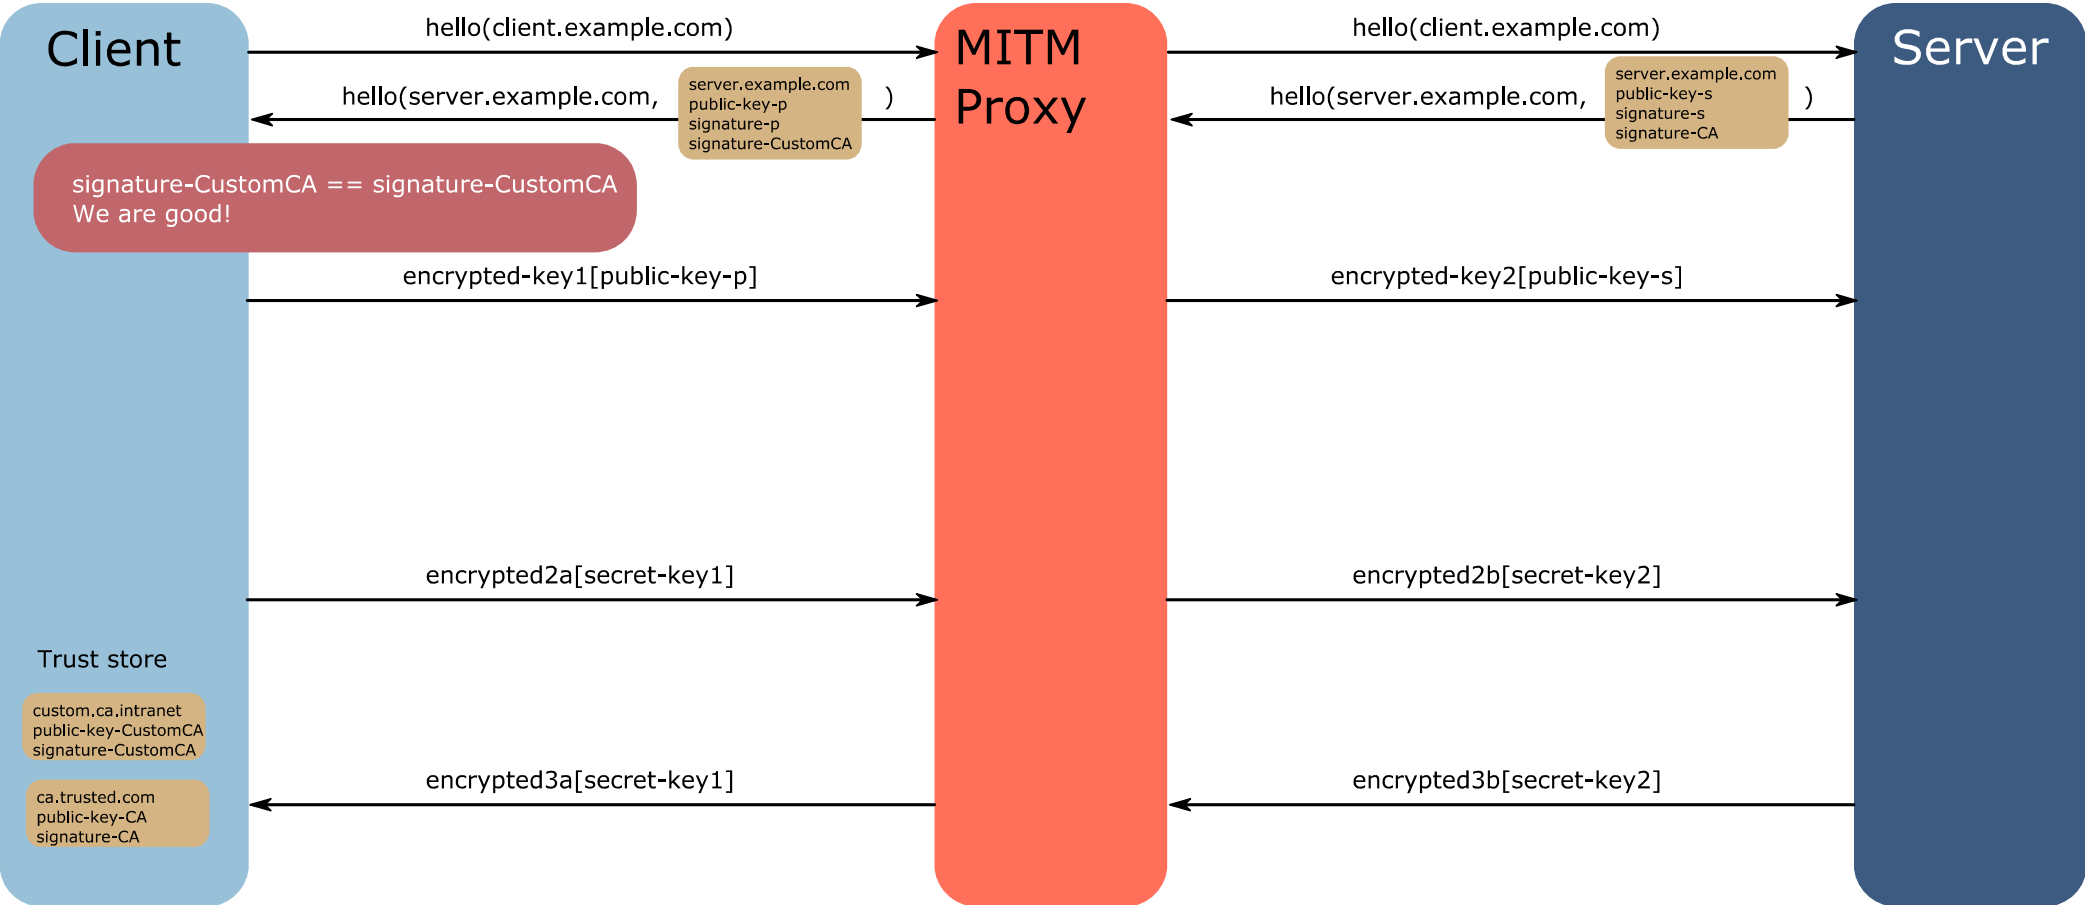 Client
hello(client.example.com)
MITM
Proxy
hello(client.example.com)
Server
hello(server.example.com,
server.example.com
public-key-p
signature-p
signature-CustomCA
)
hello(server.example.com,
server.example.com
public-key-s
signature-s
signature-CA
)
signature-CustomCA == signature-CustomCA
We are good!
encrypted-key1[public-key-p]
encrypted-key2[public-key-s]
encrypted2a[secret-key1]
encrypted2b[secret-key2]
Trust store
custom.ca.intranet
public-key-CustomCA
signature-CustomCA
encrypted3a[secret-key1]
encrypted3b[secret-key2]
ca.trusted.com
public-key-CA
signature-CA